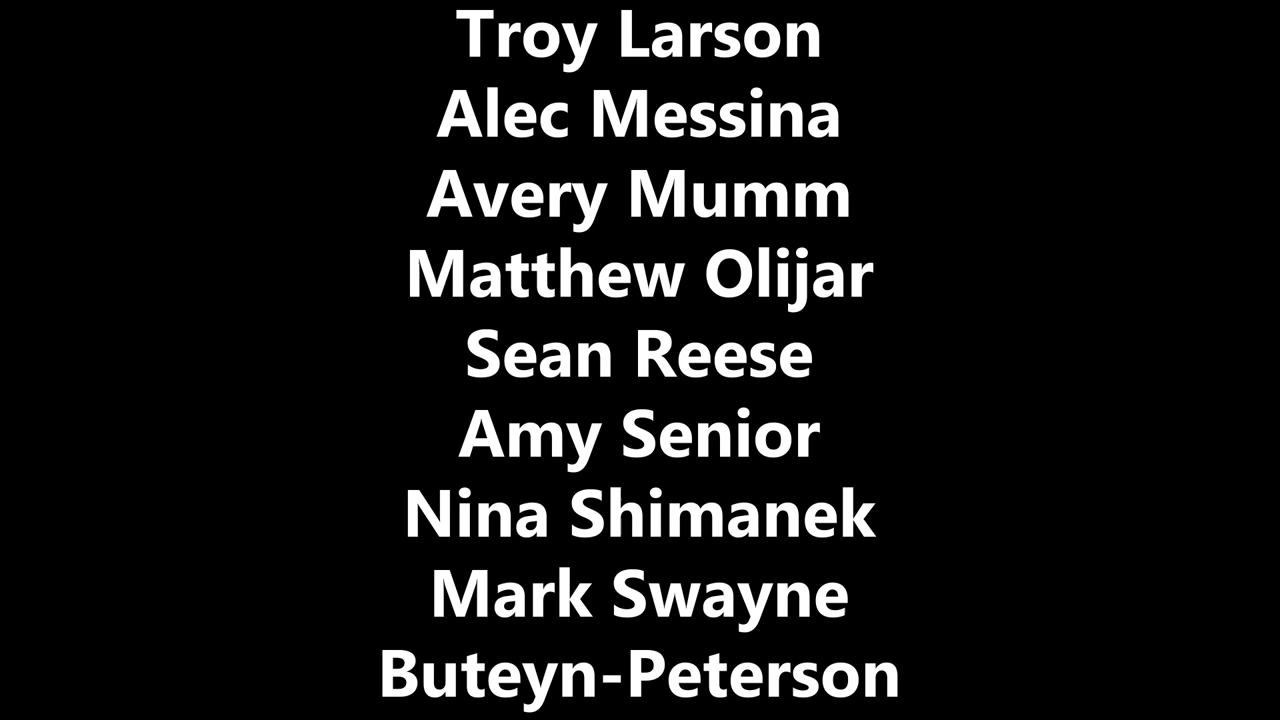 Troy Larson
Alec Messina
Avery Mumm
Matthew Olijar
Sean Reese
Amy Senior
Nina Shimanek
Mark Swayne
Buteyn-Peterson